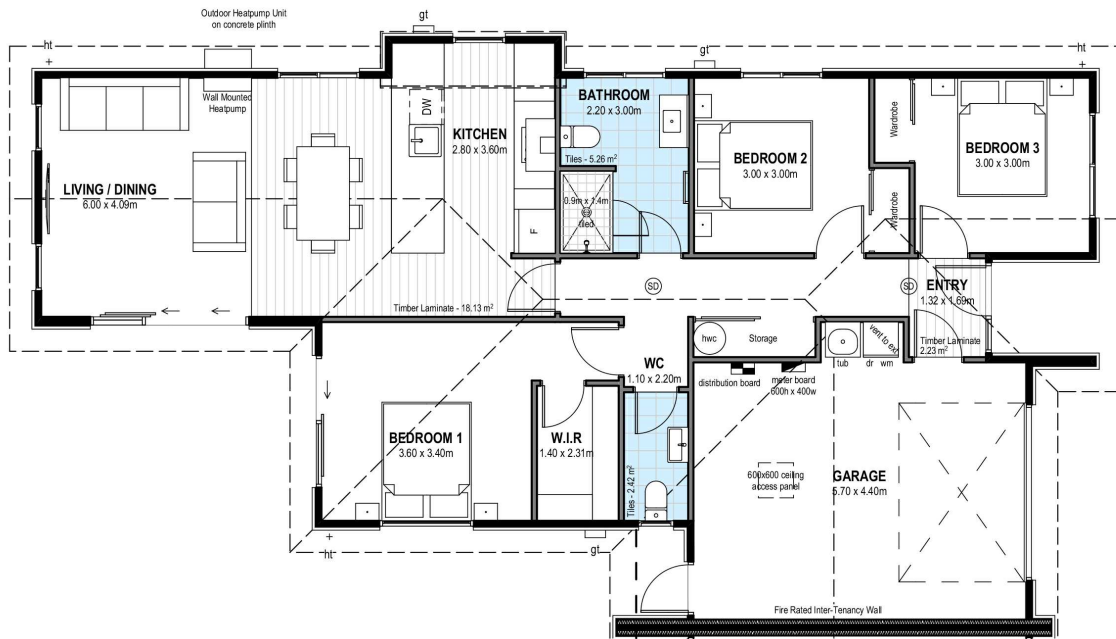 Outdoor Heatpump Unit
on concrete plinth
gt
ht
gt
ht
Wall Mounted
Heatpump
DW
KITCHEN
2.80 x 3.60m
BATHROOM
2.20 x 3.00m
Tiles - 5.26 m²
BEDROOM 2
3.00 x 3.00m
Wardrobe
BEDROOM 3
3.00 x 3.00m
LIVING / DINING
6.00 x 4.09m
0.9m x 1.4m
tiled
F
Wardrobe
SD
SD
ENTRY
1.32 x 1.69m
Timber Laminate - 18.13 m²
Timber Laminate
2.23 m²
hwc
Storage
tub
vent to ext
dr wm
distribution board
meter board
600h x 400w
WC
1.10 x 2.20m
BEDROOM 1
3.60 x 3.40m
W.I.R
1.40 x 2.31m
Tiles - 2.42 m²
600x600 ceiling
access panel
GARAGE
5.70 x 4.40m
ht
gt
Fire Rated Inter-Tenancy Wall